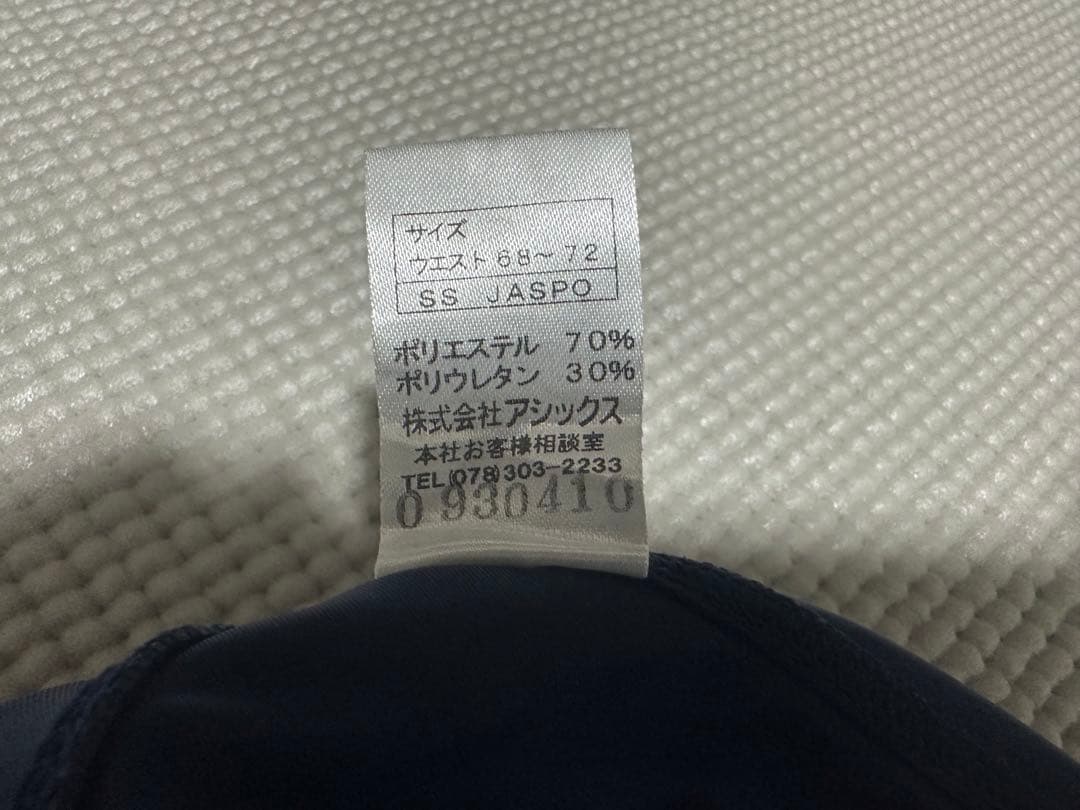 サイズ
ウエスト 68～72
SS JASPO
ポリエステル 70%
ポリウレタン 30%
株式会社アシックス
本社お客様相談室
TEL(078)303-2233
0930410